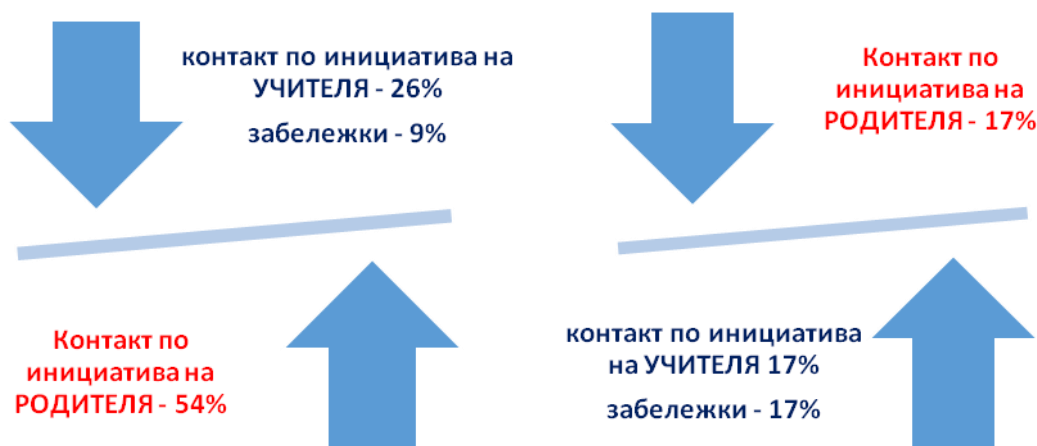 контакт по инициатива на
УЧИТЕЛЯ - 26%
забележки - 9%
Контакт по
инициатива на
РОДИТЕЛЯ - 54%
Контакт по
инициатива на
РОДИТЕЛЯ - 17%
контакт по инициатива
на УЧИТЕЛЯ 17%
забележки - 17%